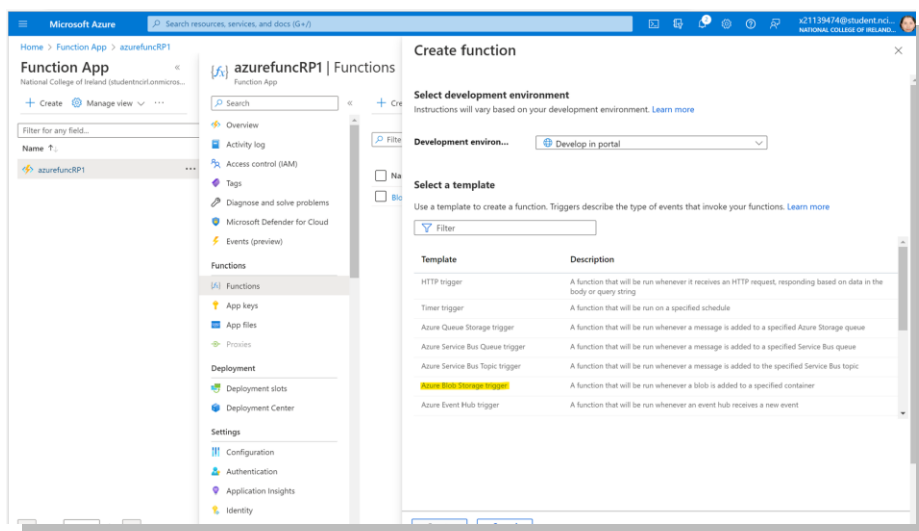 Microsoft Azure
Search resources, services, and docs (G+/)
x21139474@student.nci...
NATIONAL COLLEGE OF IRELAND...
Home > Function App > azurefuncRP1
Function App
National College of Ireland (studentncirl.onmicros...
+ Create
Manage view
Filter for any field...
Name ↑
azurefuncRP1
azurefuncRP1 | Functions
Function App
Search
Overview
Activity log
Access control (IAM)
Tags
Diagnose and solve problems
Microsoft Defender for Cloud
Events (preview)
Functions
Functions
App keys
App files
Proxies
Deployment
Deployment slots
Deployment Center
Settings
Configuration
Authentication
Application Insights
Identity
+ Cre
Filte
Na
Blo
Create function
Select development environment
Instructions will vary based on your development environment. Learn more
Development environ... Develop in portal
Select a template
Use a template to create a function. Triggers describe the type of events that invoke your functions. Learn more
Filter
Template Description
HTTP trigger A function that will be run whenever it receives an HTTP request, responding based on data in the
body or query string
Timer trigger A function that will be run on a specified schedule
Azure Queue Storage trigger A function that will be run whenever a message is added to a specified Azure Storage queue
Azure Service Bus Queue trigger A function that will be run whenever a message is added to a specified Service Bus queue
Azure Service Bus Topic trigger A function that will be run whenever a message is added to the specified Service Bus topic
Azure Blob Storage trigger A function that will be run whenever a blob is added to a specified container
Azure Event Hub trigger A function that will be run whenever an event hub receives a new event